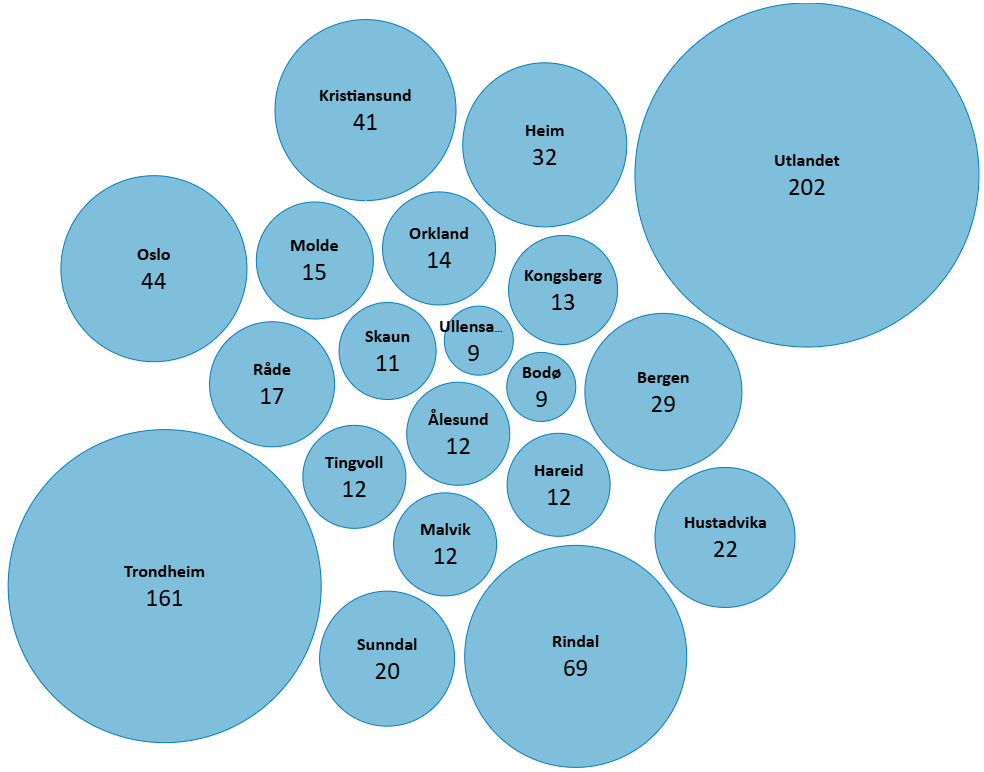 Kristiansund
41
Heim
32
Utlandet
202
Oslo
44
Molde
15
Orkland
14
Kongsberg
13
Ullensa...
9
Skaun
11
Råde
17
Bodø
9
Bergen
29
Ålesund
12
Tingvoll
12
Hareid
12
Hustadvika
22
Malvik
12
Trondheim
161
Sunndal
20
Rindal
69